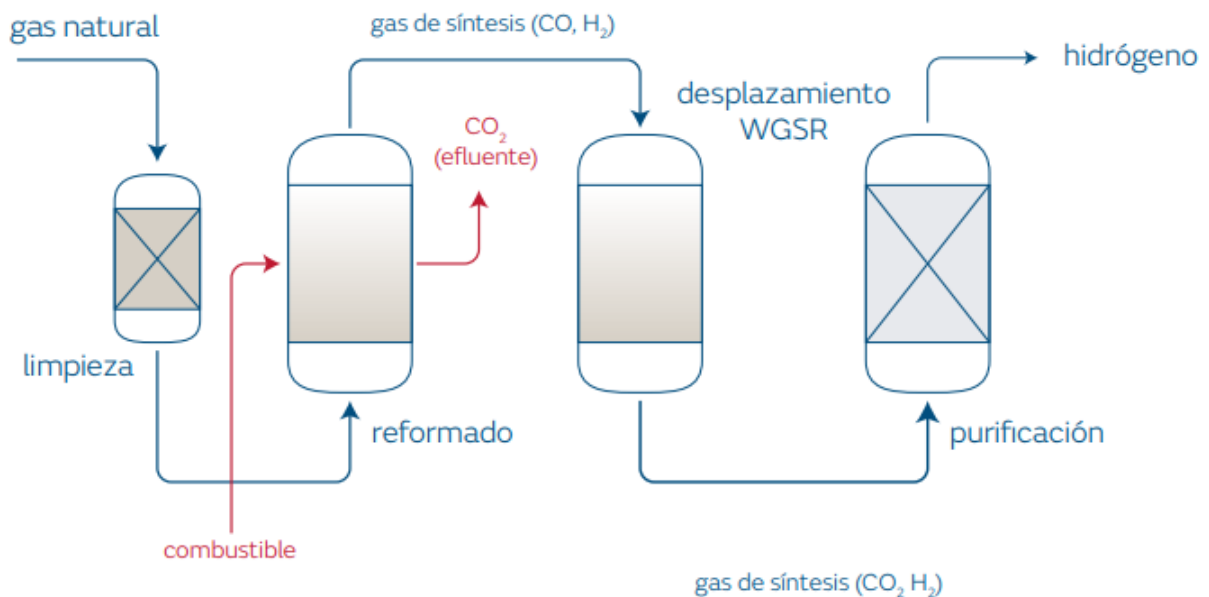 gas natural
gas de síntesis (CO, H₂)
hidrógeno
desplazamiento
WGSR
CO₂
(efluente)
limpieza
reformado
purificación
combustible
gas de síntesis (CO₂ H₂)